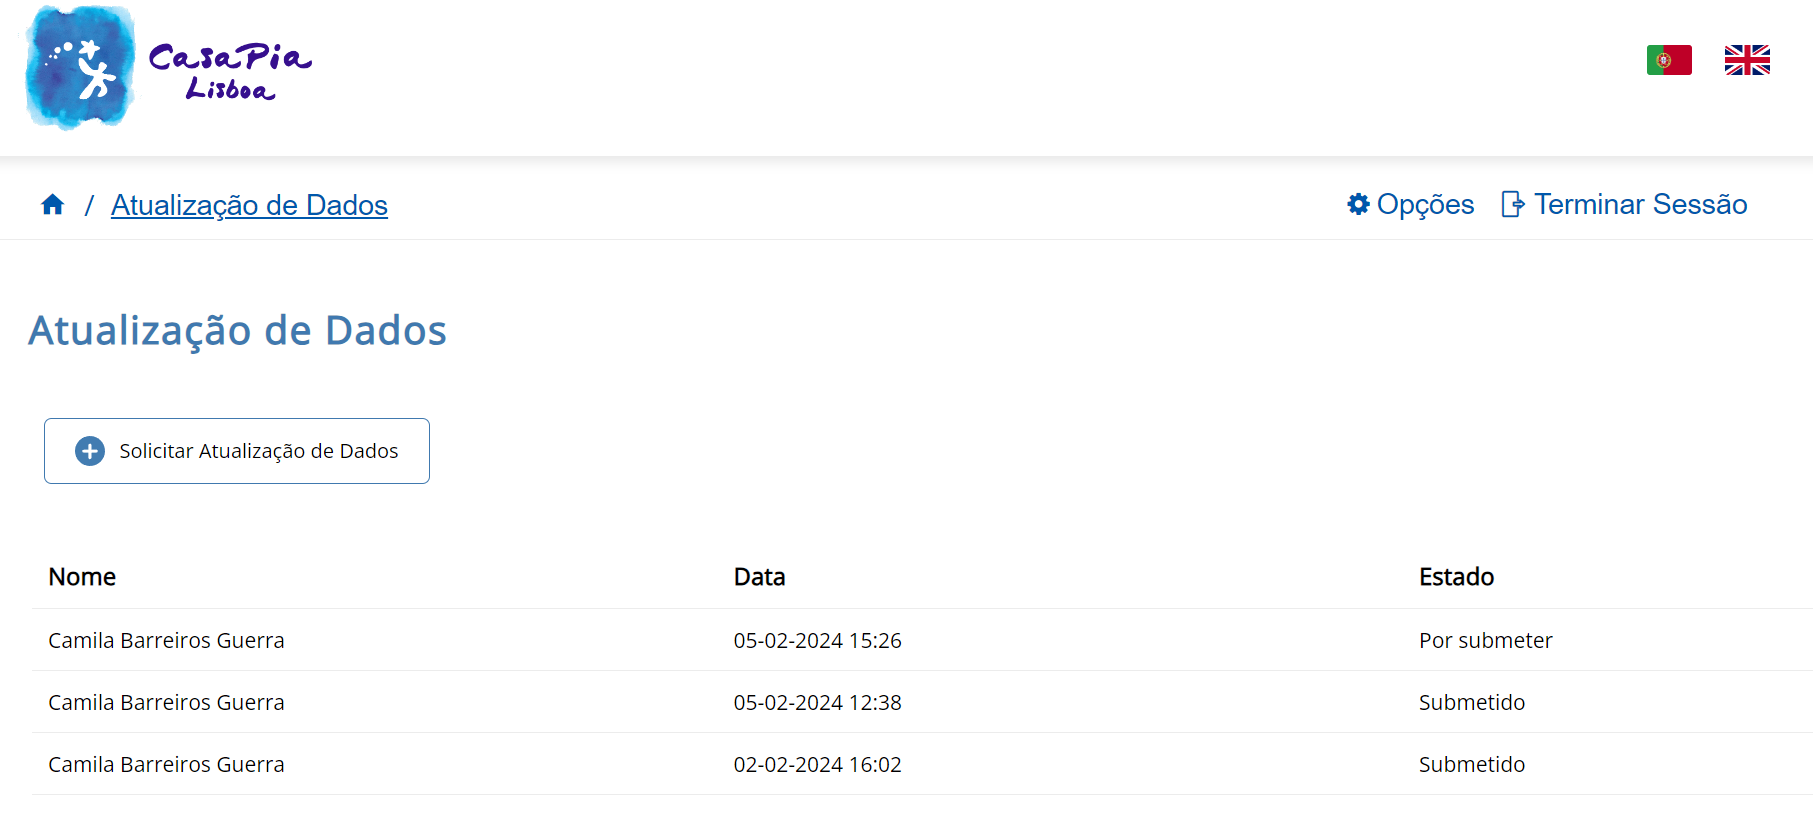 CasaPia
Lisboa
/ Atualização de Dados
Opções Terminar Sessão
Atualização de Dados
Solicitar Atualização de Dados
Nome Data Estado
Camila Barreiros Guerra 05-02-2024 15:26 Por submeter
Camila Barreiros Guerra 05-02-2024 12:38 Submetido
Camila Barreiros Guerra 02-02-2024 16:02 Submetido